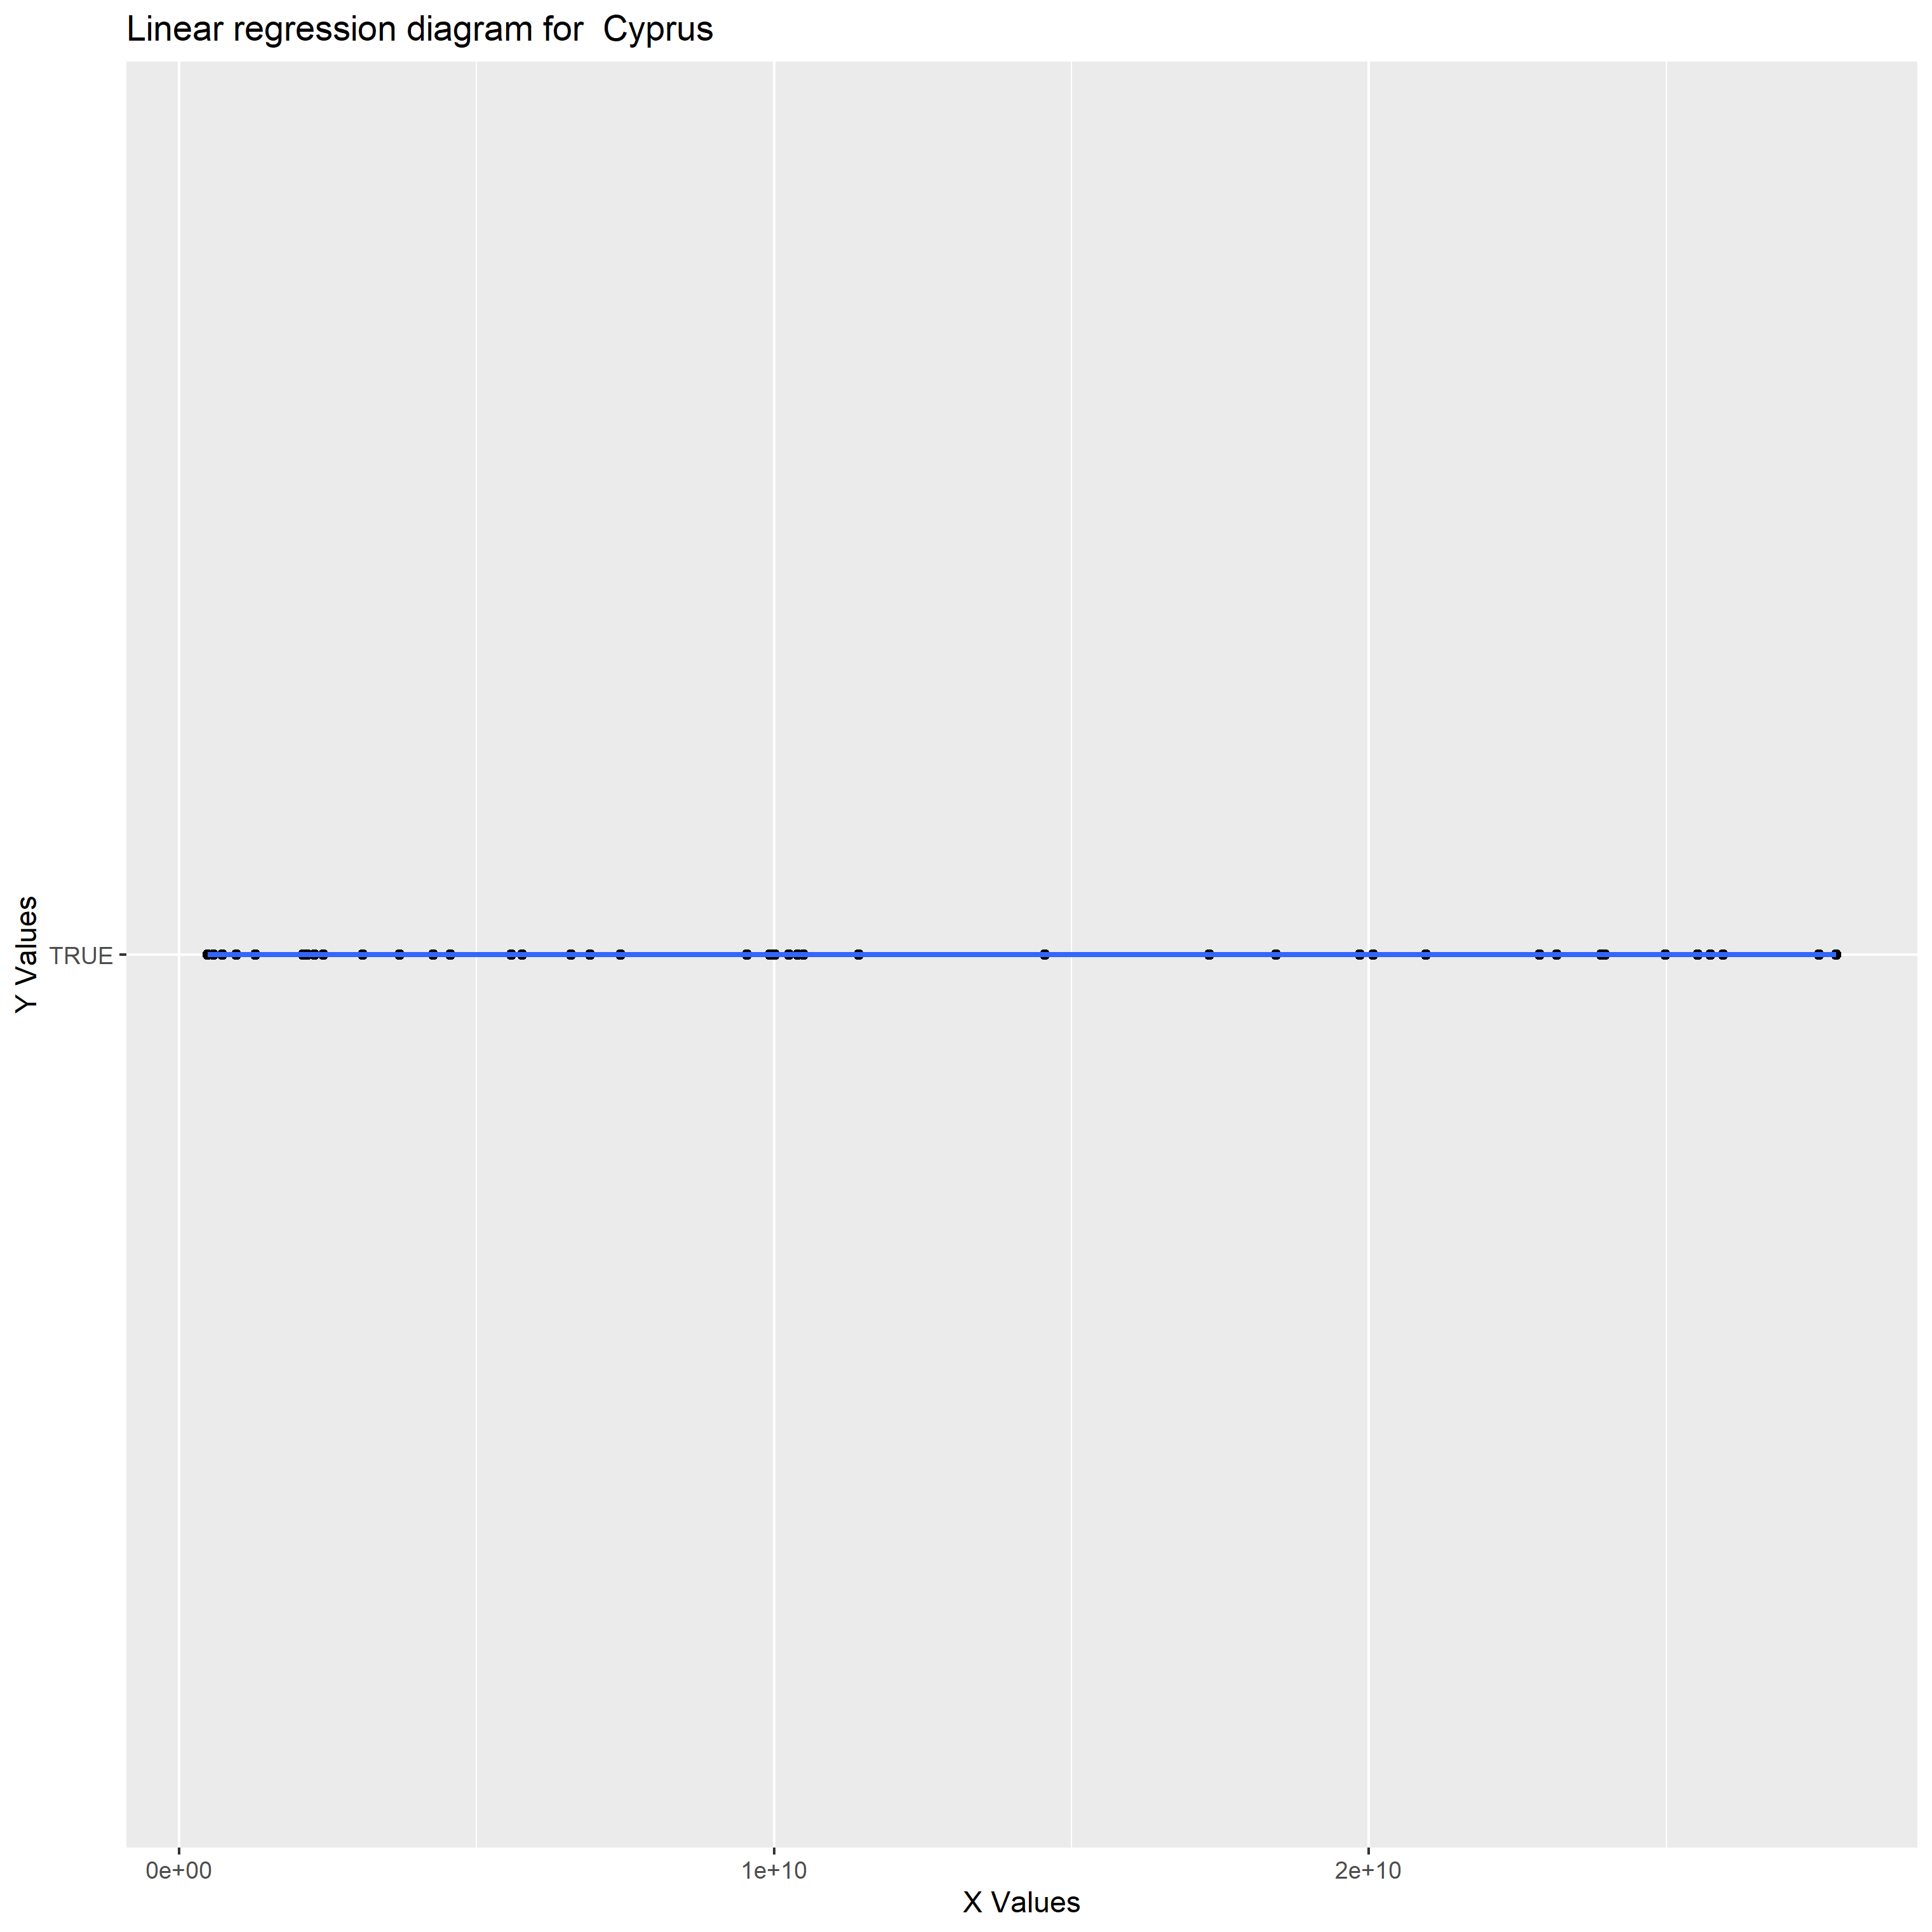 Linear regression diagram for  Cyprus
Y Values
TRUE
0e+00
1e+10
2e+10
X Values